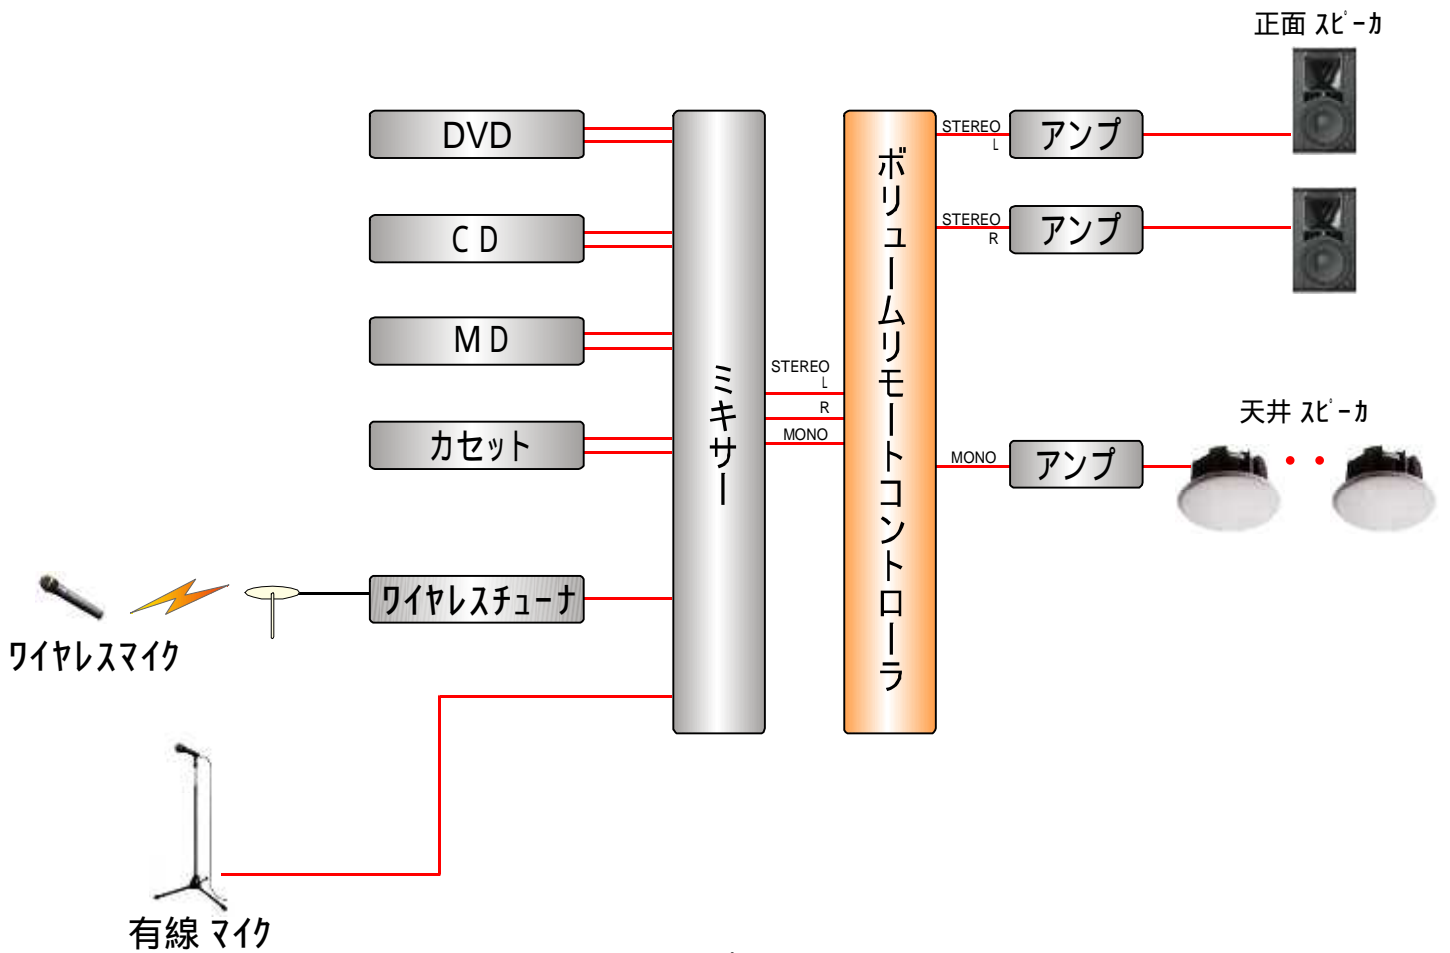 正面 ｽﾋﾟｰｶ
DVD
STEREO
L
アンプ
CD
STEREO
R
アンプ
MD
ミキサー
STEREO
L
R
MONO
ボリュームリモートコントローラ
カセット
MONO
アンプ
天井 ｽﾋﾟｰｶ
ワイヤレスチューナ
ワイヤレスマイク
有線 マイク